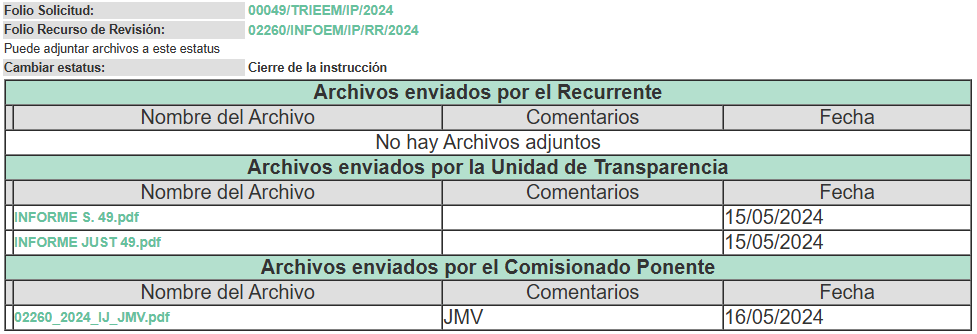 Folio Solicitud: 00049/TRIEEM/IP/2024
Folio Recurso de Revisión: 02260/INFOEM/IP/RR/2024
Puede adjuntar archivos a este estatus
Cambiar estatus: Cierre de la instrucción
Archivos enviados por el Recurrente
Nombre del Archivo Comentarios Fecha
No hay Archivos adjuntos
Archivos enviados por la Unidad de Transparencia
Nombre del Archivo Comentarios Fecha
INFORME S. 49.pdf 15/05/2024
INFORME JUST 49.pdf 15/05/2024
Archivos enviados por el Comisionado Ponente
Nombre del Archivo Comentarios Fecha
02260_2024_IJ_JMV.pdf JMV 16/05/2024